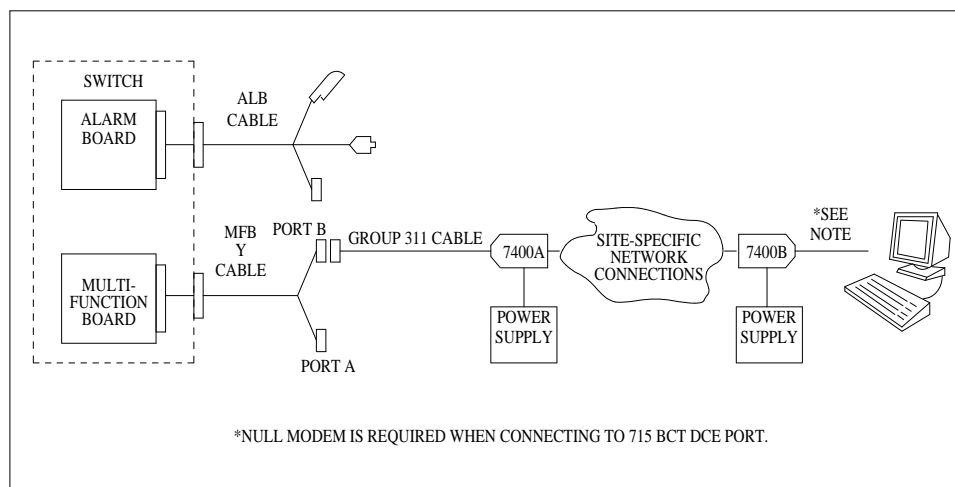 SWITCH
ALARM
BOARD
ALB
CABLE
MULTI-
FUNCTION
BOARD
MFB
Y
CABLE
PORT B
PORT A
GROUP 311 CABLE
7400A
POWER
SUPPLY
SITE-SPECIFIC
NETWORK
CONNECTIONS
7400B
POWER
SUPPLY
*SEE
NOTE
*NULL MODEM IS REQUIRED WHEN CONNECTING TO 715 BCT DCE PORT.